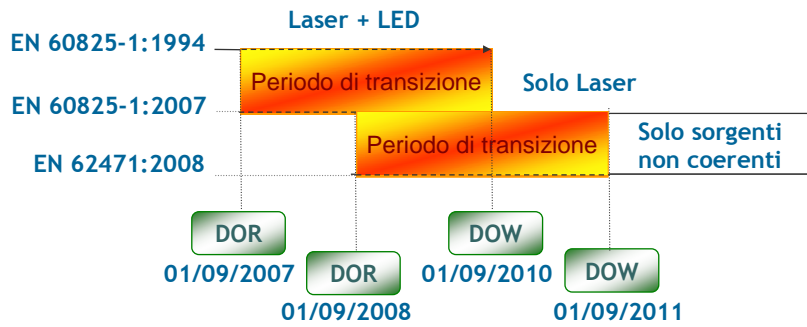 Laser + LED
EN 60825-1:1994
Periodo di transizione
Solo Laser
EN 60825-1:2007
Periodo di transizione
Solo sorgenti
non coerenti
EN 62471:2008
DOR
DOW
01/09/2007
01/09/2010
DOR
DOW
01/09/2008
01/09/2011